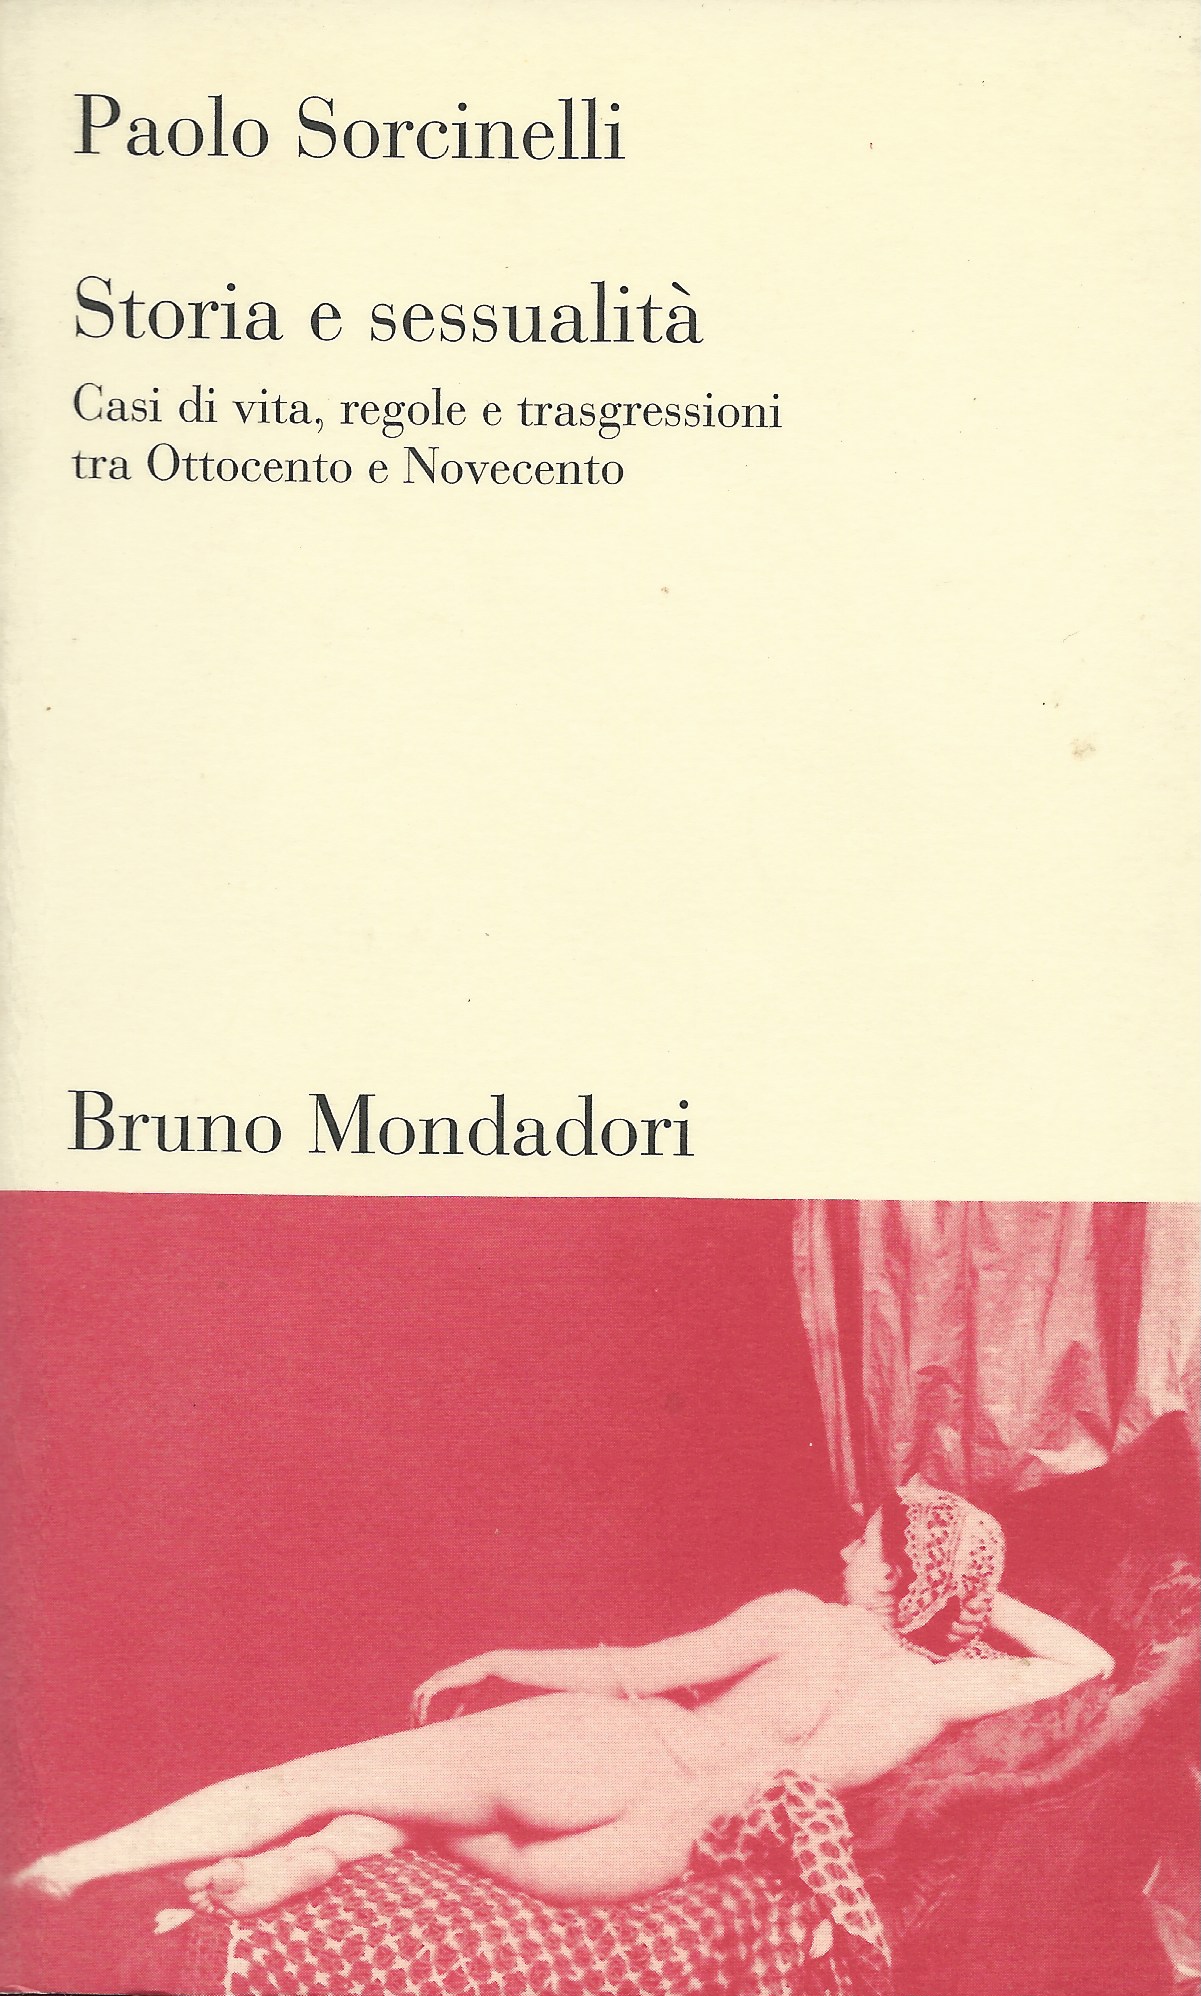 Paolo Sorcinelli
Storia e sessualità
Casi di vita, regole e trasgressioni
tra Ottocento e Novecento
Bruno Mondadori